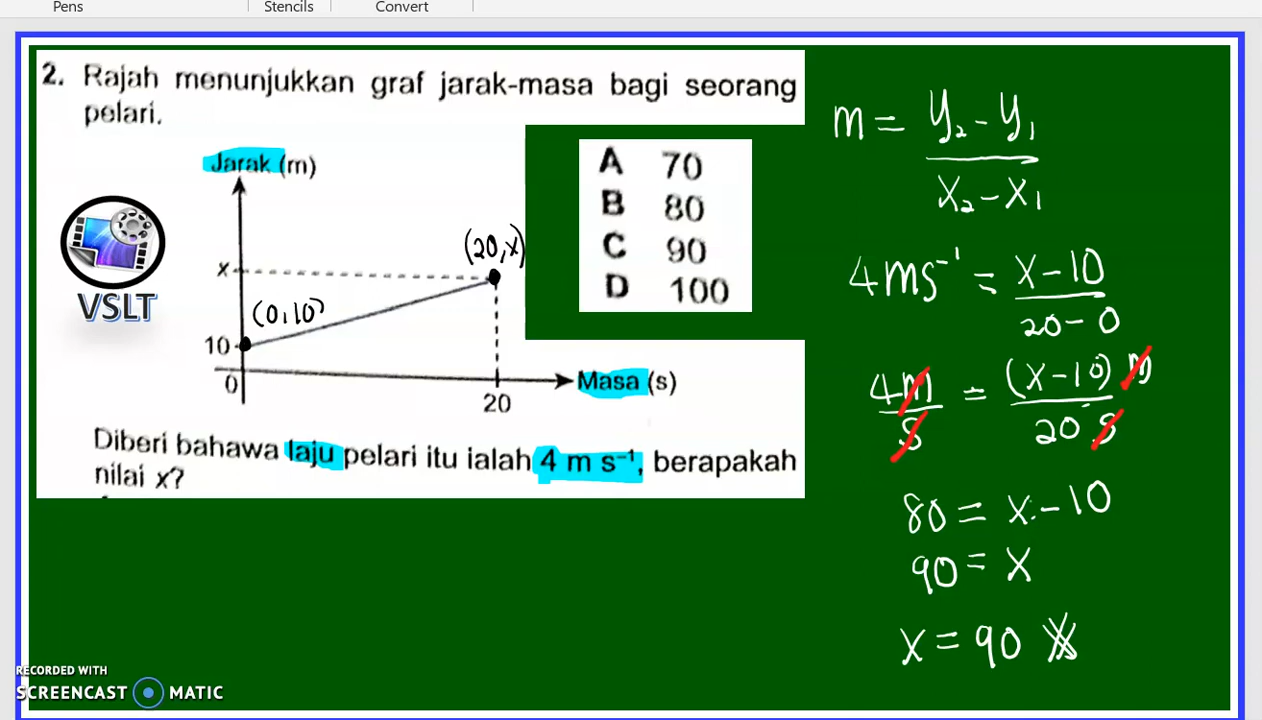 Pens Stencils Convert
2. Rajah menunjukkan graf jarak-masa bagi seorang
pelari.
Jarak (m)
x
(20,x)
(0,10)
10
0
20
Masa (s)
VSLT
A 70
B 80
C 90
D 100
Diberi bahawa laju pelari itu ialah 4 m s⁻¹, berapakah
nilai x?
m = y₂ - y₁ / x₂ - x₁
4ms⁻¹ = x - 10 / 20 - 0
4m / s = (x - 10) m / 20 s
80 = x - 10
90 = x
x = 90
RECORDED WITH
SCREENCAST MATIC